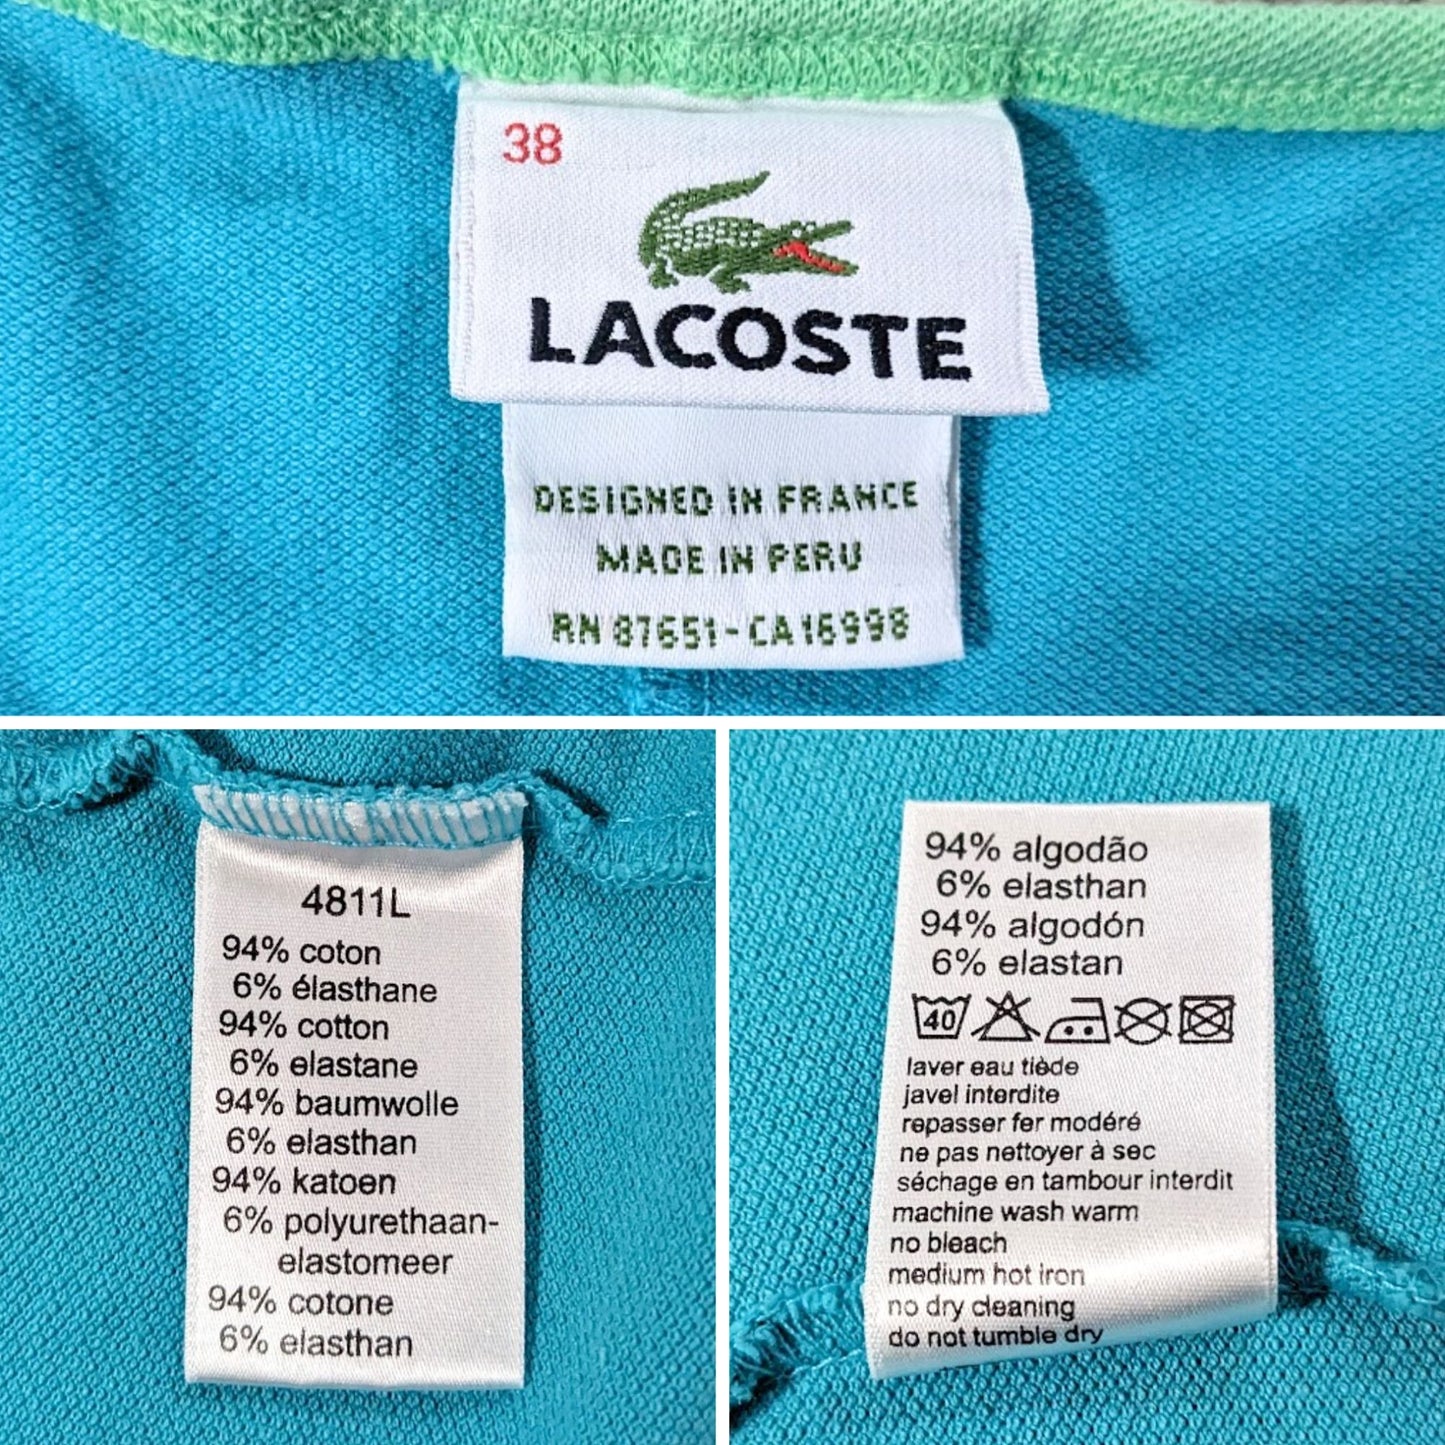 38
LACOSTE
DESIGNED IN FRANCE
MADE IN PERU
RN 87651 - CA 16998
4811L
94% coton
6% élasthane
94% cotton
6% elastane
94% baumwolle
6% elasthan
94% katoen
6% polyurethaan-
elastomeer
94% cotone
6% elasthan
94% algodão
6% elasthan
94% algodón
6% elastan
40
laver eau tiède
javel interdite
repasser fer modéré
ne pas nettoyer à sec
séchage en tambour interdit
machine wash warm
no bleach
medium hot iron
no dry cleaning
do not tumble dry